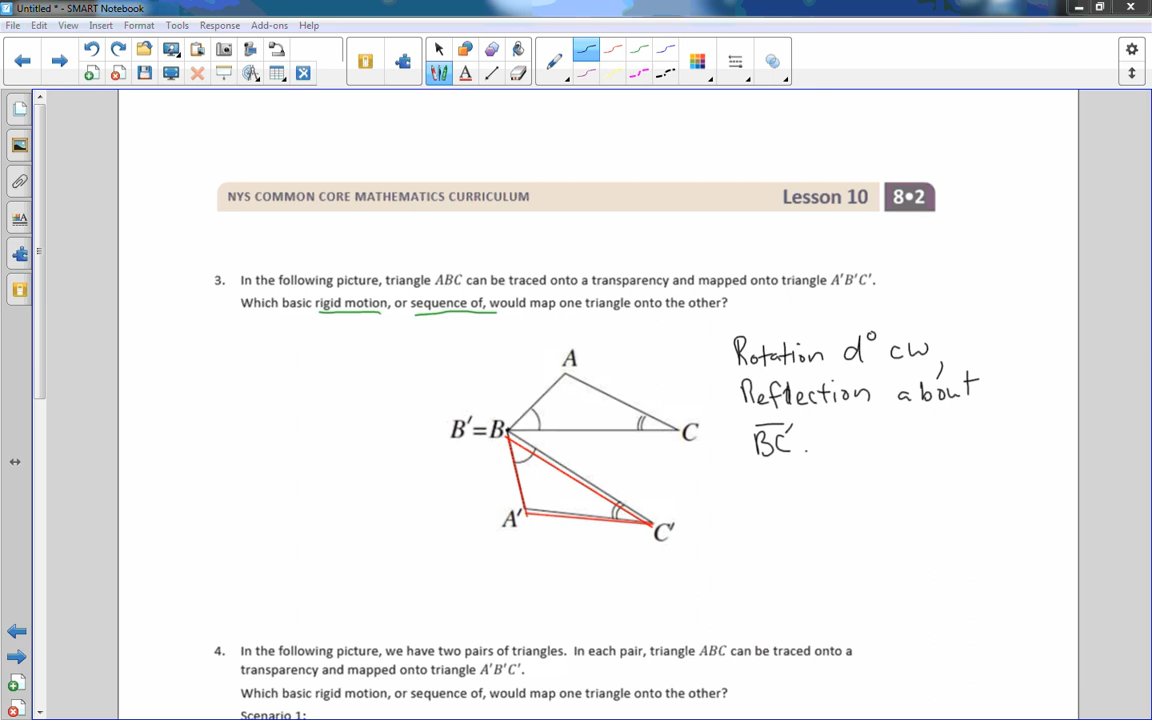 Untitled * - SMART Notebook
File Edit View Insert Format Tools Response Add-ons Help
NYS COMMON CORE MATHEMATICS CURRICULUM Lesson 10 8•2
3. In the following picture, triangle ABC can be traced onto a transparency and mapped onto triangle A′B′C′.
Which basic rigid motion, or sequence of, would map one triangle onto the other?
Rotation d° cw,
Reflection about
BC′.
A
B′=B
C
A′
C′
4. In the following picture, we have two pairs of triangles. In each pair, triangle ABC can be traced onto a
transparency and mapped onto triangle A′B′C′.
Which basic rigid motion, or sequence of, would map one triangle onto the other?
Scenario 1: